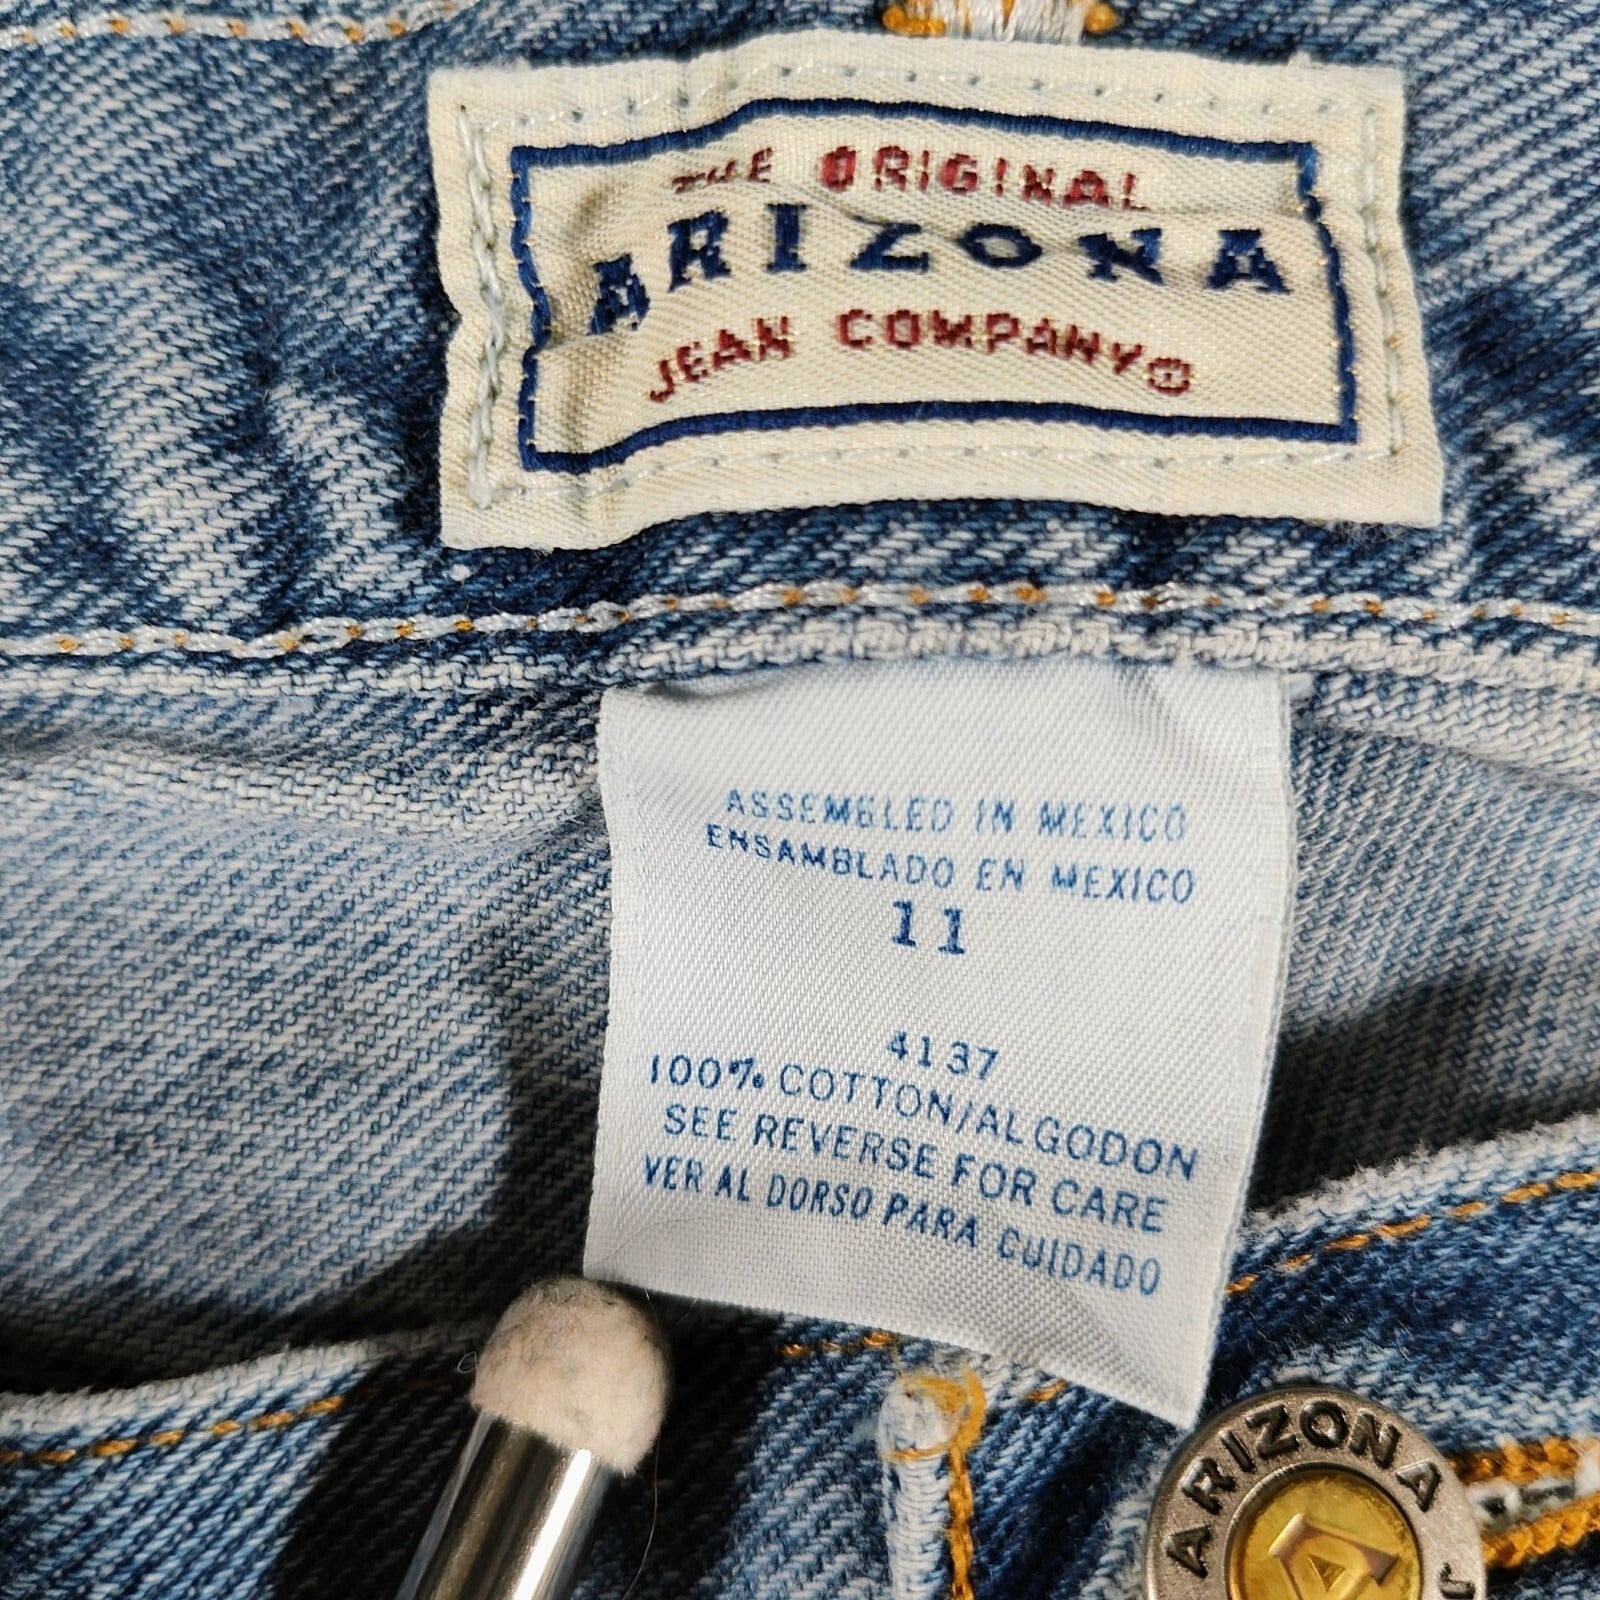 THE ORIGINAL
ARIZONA
JEAN COMPANY®
ASSEMBLED IN MEXICO
ENSAMBLADO EN MEXICO
11
4137
100% COTTON/ALGODON
SEE REVERSE FOR CARE
VER AL DORSO PARA CUIDADO
ARIZONA J
A